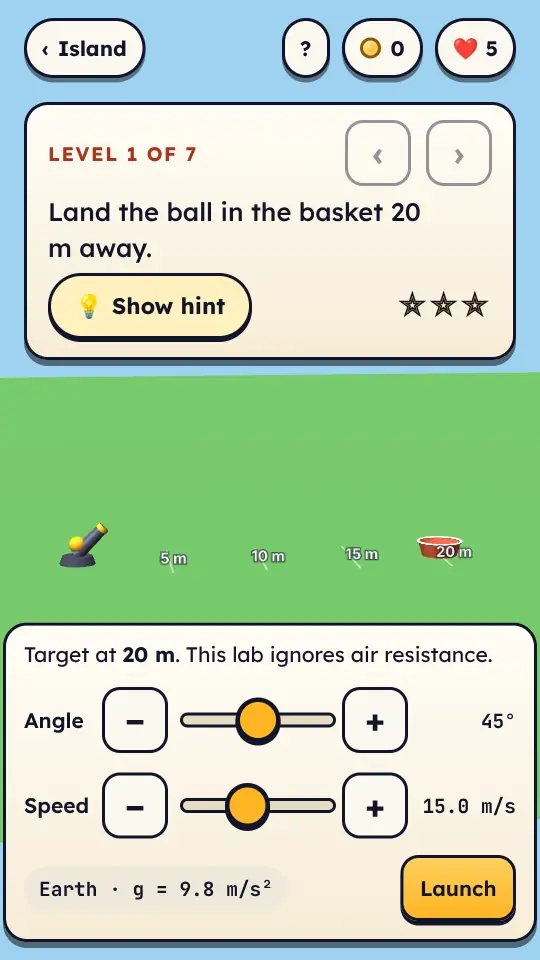 ‹ Island
?
0
5
LEVEL 1 OF 7
‹
›
Land the ball in the basket 20
m away.
Show hint
5 m
10 m
15 m
20 m
Target at 20 m. This lab ignores air resistance.
Angle
−
+
45°
Speed
−
+
15.0 m/s
Earth · g = 9.8 m/s²
Launch